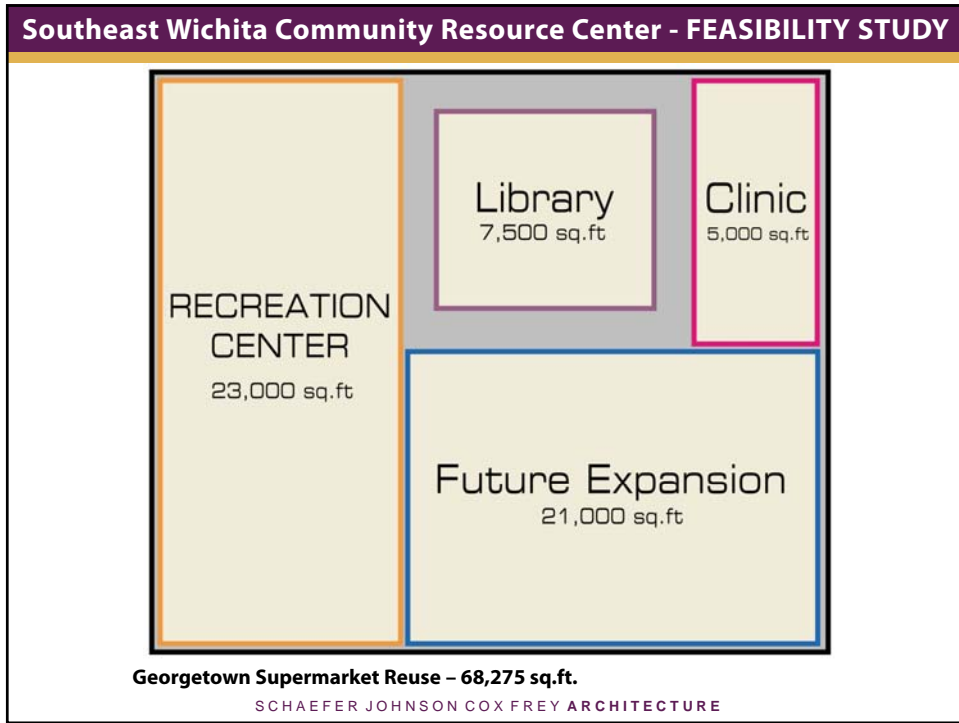 Southeast Wichita Community Resource Center - FEASIBILITY STUDY
Library
7,500 sq.ft
Clinic
5,000 sq.ft
RECREATION
CENTER
23,000 sq.ft
Future Expansion
21,000 sq.ft
Georgetown Supermarket Reuse – 68,275 sq.ft.
SCHAEFER JOHNSON COX FREY ARCHITECTURE